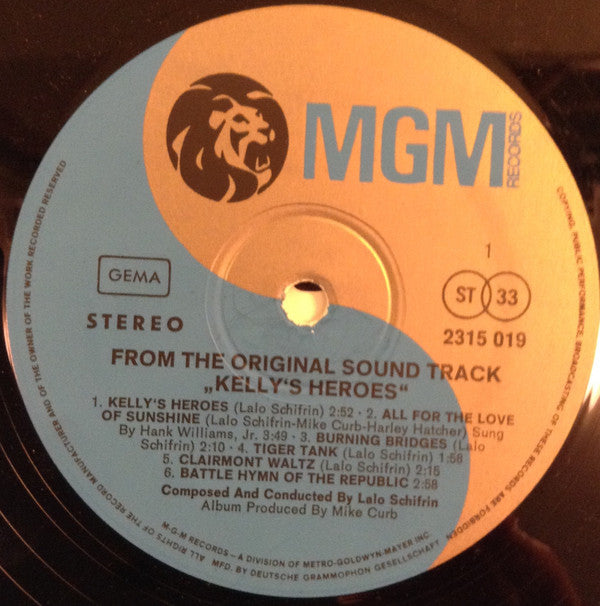 MGM
RECORDS
1
GEMA
STEREO
ST 33
2315 019
FROM THE ORIGINAL SOUND TRACK
„KELLY'S HEROES“
1. KELLY'S HEROES (Lalo Schifrin) 2:52 · 2. ALL FOR THE LOVE
OF SUNSHINE (Lalo Schifrin-Mike Curb-Harley Hatcher) Sung
By Hank Williams, Jr. 3:49 · 3. BURNING BRIDGES (Lalo
Schifrin) 2:10 · 4. TIGER TANK (Lalo Schifrin) 1:58
5. CLAIRMONT WALTZ (Lalo Schifrin) 2:15
6. BATTLE HYMN OF THE REPUBLIC 2:58
Composed And Conducted By Lalo Schifrin
Album Produced By Mike Curb
M-G-M RECORDS – A DIVISION OF METRO-GOLDWYN-MAYER INC.
MFD. BY DEUTSCHE GRAMMOPHON GESELLSCHAFT
ALL RIGHTS OF THE RECORD MANUFACTURER AND OF THE OWNER OF THE WORK RECORDED RESERVED
COPYING, PUBLIC PERFORMANCE, BROADCASTING OF THESE RECORDS ARE FORBIDDEN